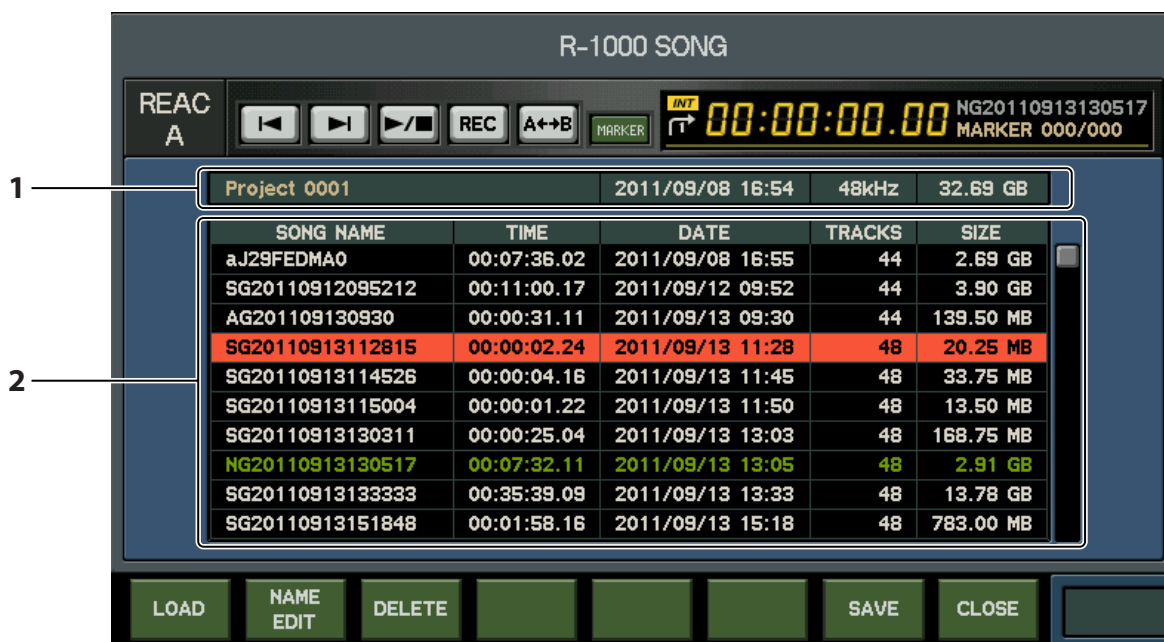 R-1000 SONG
REAC A
REC A↔B MARKER
INT 00:00:00.00 NG20110913130517
MARKER 000/000
1
Project 0001 2011/09/08 16:54 48kHz 32.69 GB
2
SONG NAME TIME DATE TRACKS SIZE
aJ29FEDMA0 00:07:36.02 2011/09/08 16:55 44 2.69 GB
SG20110912095212 00:11:00.17 2011/09/12 09:52 44 3.90 GB
AG201109130930 00:00:31.11 2011/09/13 09:30 44 139.50 MB
SG20110913112815 00:00:02.24 2011/09/13 11:28 48 20.25 MB
SG20110913114526 00:00:04.16 2011/09/13 11:45 48 33.75 MB
SG20110913115004 00:00:01.22 2011/09/13 11:50 48 13.50 MB
SG20110913130311 00:00:25.04 2011/09/13 13:03 48 168.75 MB
NG20110913130517 00:07:32.11 2011/09/13 13:05 48 2.91 GB
SG20110913133333 00:35:39.09 2011/09/13 13:33 48 13.78 GB
SG20110913151848 00:01:58.16 2011/09/13 15:18 48 783.00 MB
LOAD NAME EDIT DELETE SAVE CLOSE